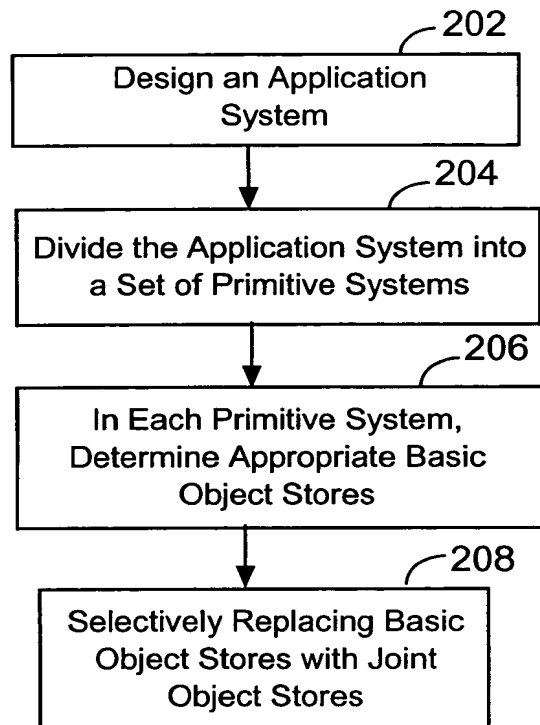 202
Design an Application
System
204
Divide the Application System into
a Set of Primitive Systems
206
In Each Primitive System,
Determine Appropriate Basic
Object Stores
208
Selectively Replacing Basic
Object Stores with Joint
Object Stores